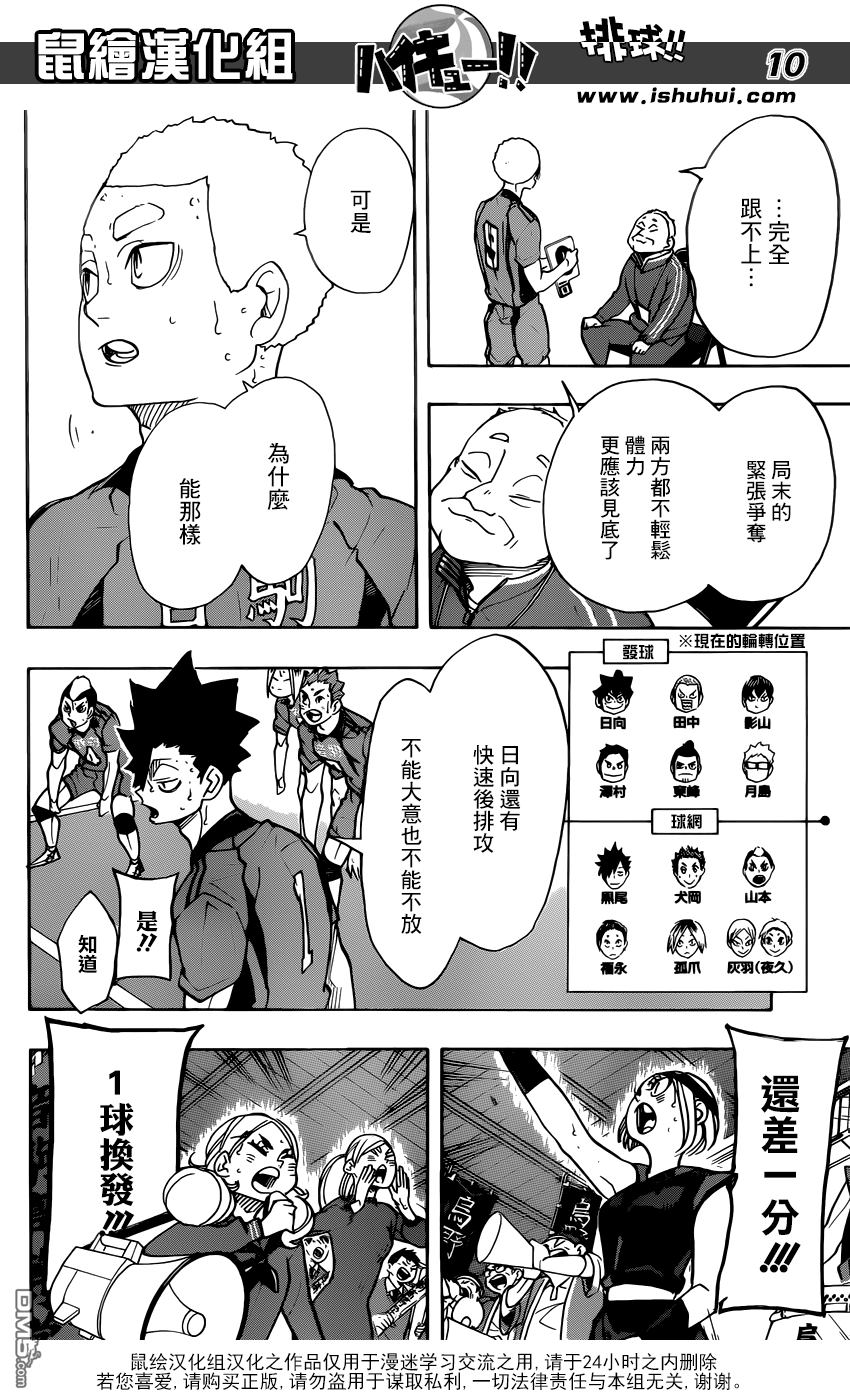 鼠繪漢化組
ハイキュー!!
排球!!
10
www.ishuhui.com
…完全
跟不上…
可是
局末的
緊張爭奪
兩方都不輕鬆
體力
更應該見底了
為什麼
能那樣
※現在的輪轉位置
發球
日向
田中
影山
澤村
東峰
月島
球網
黑尾
犬岡
山本
福永
孤爪
灰羽(夜久)
日向還有
快速後排攻
不能大意也不能不放
是!!
知道
還差一分!!!
1球換發!!!
烏野
烏
DM5
鼠绘汉化组汉化之作品仅用于漫迷学习交流之用, 请于24小时之内删除
若您喜爱, 请购买正版, 请勿盗用于谋取私利, 一切法律责任与本组无关, 谢谢。